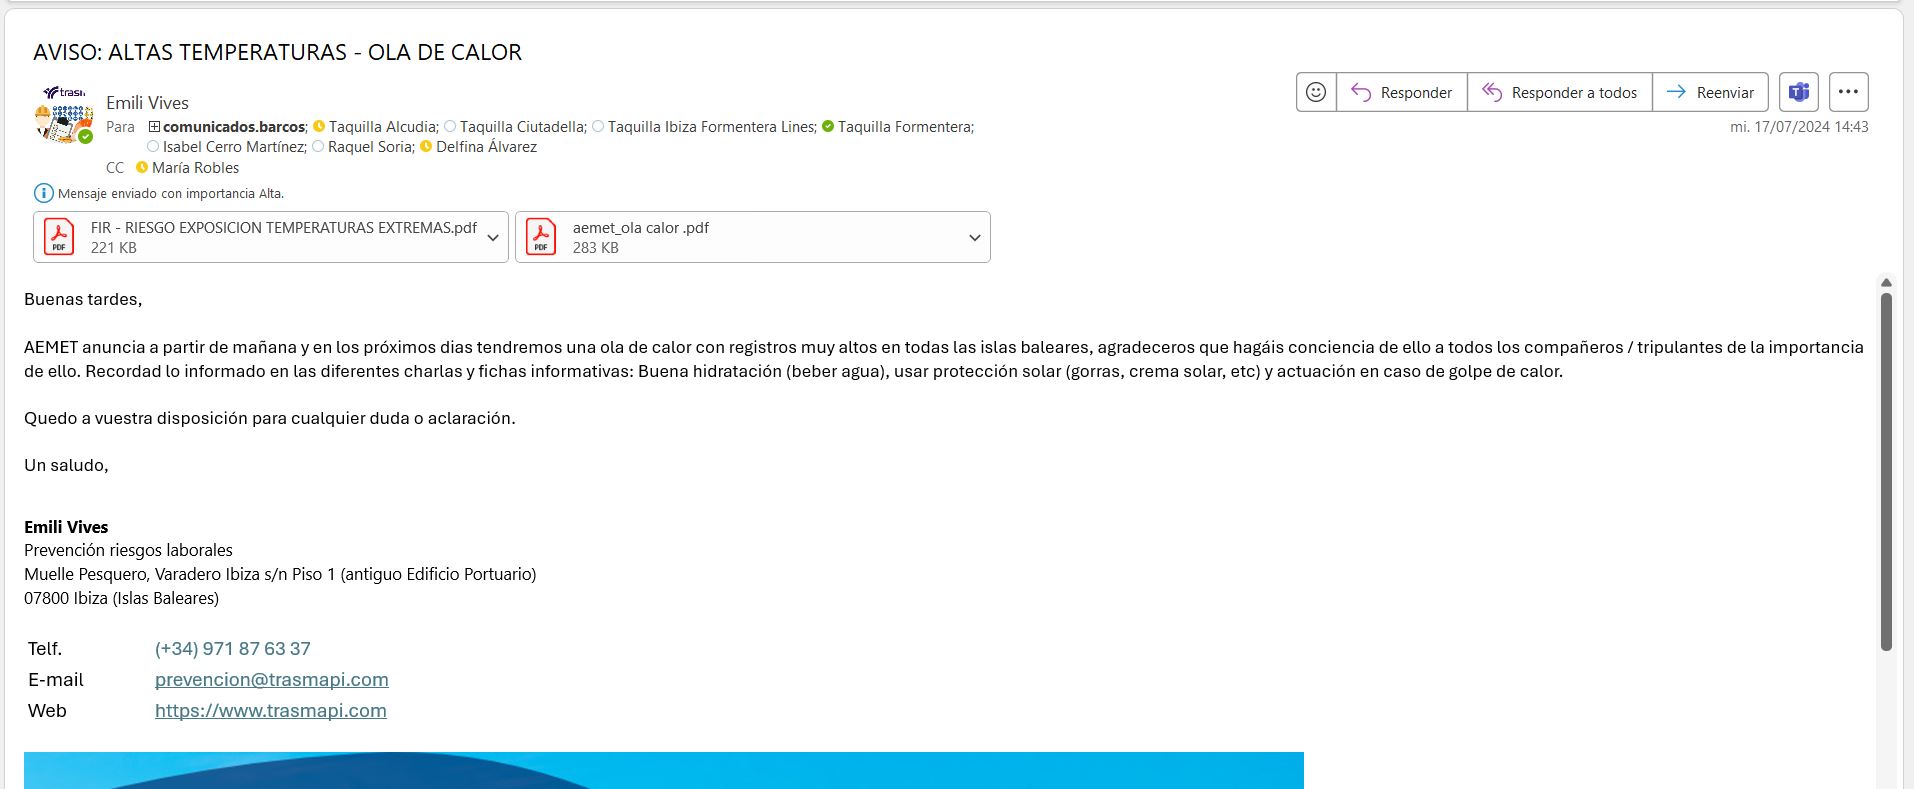 AVISO: ALTAS TEMPERATURAS - OLA DE CALOR
trasm
Emili Vives
Responder
Responder a todos
Reenviar
Para comunicados.barcos; Taquilla Alcudia; Taquilla Ciutadella; Taquilla Ibiza Formentera Lines; Taquilla Formentera;
mi. 17/07/2024 14:43
Isabel Cerro Martínez; Raquel Soria; Delfina Álvarez
CC María Robles
Mensaje enviado con importancia Alta.
PDF FIR - RIESGO EXPOSICION TEMPERATURAS EXTREMAS.pdf
221 KB
PDF aemet_ola calor .pdf
283 KB
Buenas tardes,
AEMET anuncia a partir de mañana y en los próximos dias tendremos una ola de calor con registros muy altos en todas las islas baleares, agradeceros que hagáis conciencia de ello a todos los compañeros / tripulantes de la importancia
de ello. Recordad lo informado en las diferentes charlas y fichas informativas: Buena hidratación (beber agua), usar protección solar (gorras, crema solar, etc) y actuación en caso de golpe de calor.
Quedo a vuestra disposición para cualquier duda o aclaración.
Un saludo,
Emili Vives
Prevención riesgos laborales
Muelle Pesquero, Varadero Ibiza s/n Piso 1 (antiguo Edificio Portuario)
07800 Ibiza (Islas Baleares)
Telf. (+34) 971 87 63 37
E-mail prevencion@trasmapi.com
Web https://www.trasmapi.com